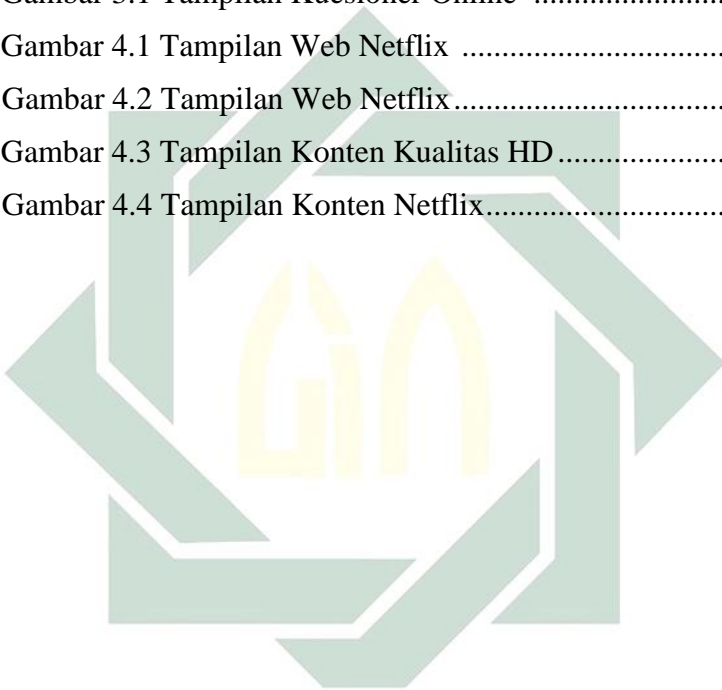 Gambar 3.1 Tampilan Kuesioner Online ........................
Gambar 4.1 Tampilan Web Netflix .................................
Gambar 4.2 Tampilan Web Netflix..................................
Gambar 4.3 Tampilan Konten Kualitas HD.....................
Gambar 4.4 Tampilan Konten Netflix..............................